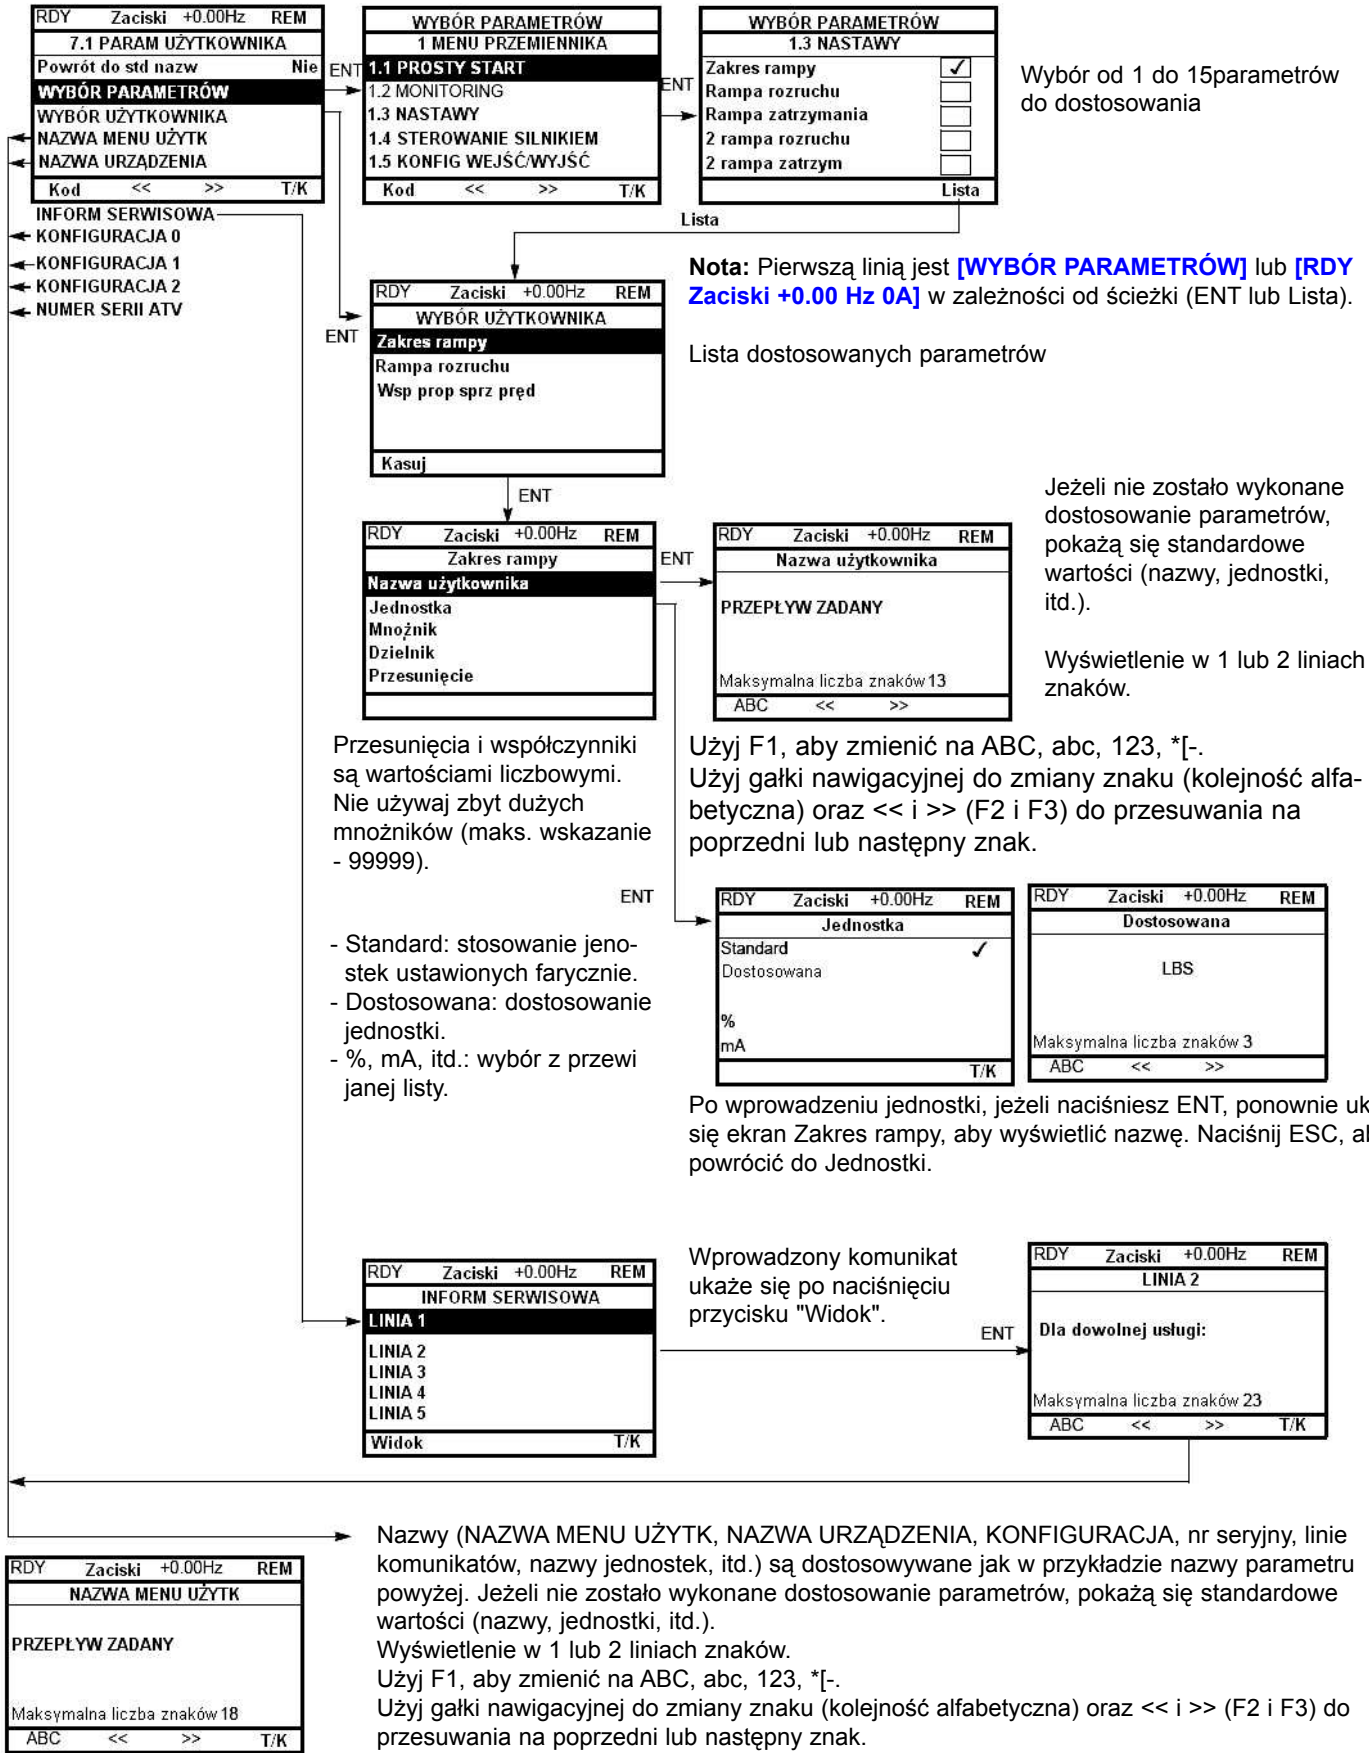 RDY Zaciski +0.00Hz REM
7.1 PARAM UŻYTKOWNIKA
Powrót do std nazw Nie
WYBÓR PARAMETRÓW
WYBÓR UŻYTKOWNIKA
NAZWA MENU UŻYTK
NAZWA URZĄDZENIA
Kod << >> T/K
INFORM SERWISOWA
KONFIGURACJA 0
KONFIGURACJA 1
KONFIGURACJA 2
NUMER SERII ATV
ENT
WYBÓR PARAMETRÓW
1 MENU PRZEMIENNIKA
1.1 PROSTY START
1.2 MONITORING
1.3 NASTAWY
1.4 STEROWANIE SILNIKIEM
1.5 KONFIG WEJŚĆ/WYJŚĆ
Kod << >> T/K
ENT
WYBÓR PARAMETRÓW
1.3 NASTAWY
Zakres rampy ✓
Rampa rozruchu
Rampa zatrzymania
2 rampa rozruchu
2 rampa zatrzym
Lista
Wybór od 1 do 15parametrów
do dostosowania
Lista
Nota: Pierwszą linią jest [WYBÓR PARAMETRÓW] lub [RDY
Zaciski +0.00 Hz 0A] w zależności od ścieżki (ENT lub Lista).
Lista dostosowanych parametrów
ENT
RDY Zaciski +0.00Hz REM
WYBÓR UŻYTKOWNIKA
Zakres rampy
Rampa rozruchu
Wsp prop sprz pręd
Kasuj
ENT
RDY Zaciski +0.00Hz REM
Zakres rampy
Nazwa użytkownika
Jednostka
Mnożnik
Dzielnik
Przesunięcie
ENT
RDY Zaciski +0.00Hz REM
Nazwa użytkownika
PRZEPŁYW ZADANY
Maksymalna liczba znaków 13
ABC << >>
Jeżeli nie zostało wykonane
dostosowanie parametrów,
pokażą się standardowe
wartości (nazwy, jednostki,
itd.).
Wyświetlenie w 1 lub 2 liniach
znaków.
Przesunięcia i współczynniki
są wartościami liczbowymi.
Nie używaj zbyt dużych
mnożników (maks. wskazanie
- 99999).
Użyj F1, aby zmienić na ABC, abc, 123, *[-.
Użyj gałki nawigacyjnej do zmiany znaku (kolejność alfa-
betyczna) oraz << i >> (F2 i F3) do przesuwania na
poprzedni lub następny znak.
ENT
- Standard: stosowanie jeno-
stek ustawionych farycznie.
- Dostosowana: dostosowanie
jednostki.
- %, mA, itd.: wybór z przewi
janej listy.
RDY Zaciski +0.00Hz REM
Jednostka
Standard ✓
Dostosowana
%
mA
T/K
RDY Zaciski +0.00Hz REM
Dostosowana
LBS
Maksymalna liczba znaków 3
ABC << >>
Po wprowadzeniu jednostki, jeżeli naciśniesz ENT, ponownie uk
się ekran Zakres rampy, aby wyświetlić nazwę. Naciśnij ESC, a
powrócić do Jednostki.
RDY Zaciski +0.00Hz REM
INFORM SERWISOWA
LINIA 1
LINIA 2
LINIA 3
LINIA 4
LINIA 5
Widok T/K
Wprowadzony komunikat
ukaże się po naciśnięciu
przycisku "Widok".
ENT
RDY Zaciski +0.00Hz REM
LINIA 2
Dla dowolnej usługi:
Maksymalna liczba znaków 23
ABC << >> T/K
RDY Zaciski +0.00Hz REM
NAZWA MENU UŻYTK
PRZEPŁYW ZADANY
Maksymalna liczba znaków 18
ABC << >> T/K
Nazwy (NAZWA MENU UŻYTK, NAZWA URZĄDZENIA, KONFIGURACJA, nr seryjny, linie
komunikatów, nazwy jednostek, itd.) są dostosowywane jak w przykładzie nazwy parametru
powyżej. Jeżeli nie zostało wykonane dostosowanie parametrów, pokażą się standardowe
wartości (nazwy, jednostki, itd.).
Wyświetlenie w 1 lub 2 liniach znaków.
Użyj F1, aby zmienić na ABC, abc, 123, *[-.
Użyj gałki nawigacyjnej do zmiany znaku (kolejność alfabetyczna) oraz << i >> (F2 i F3) do
przesuwania na poprzedni lub następny znak.